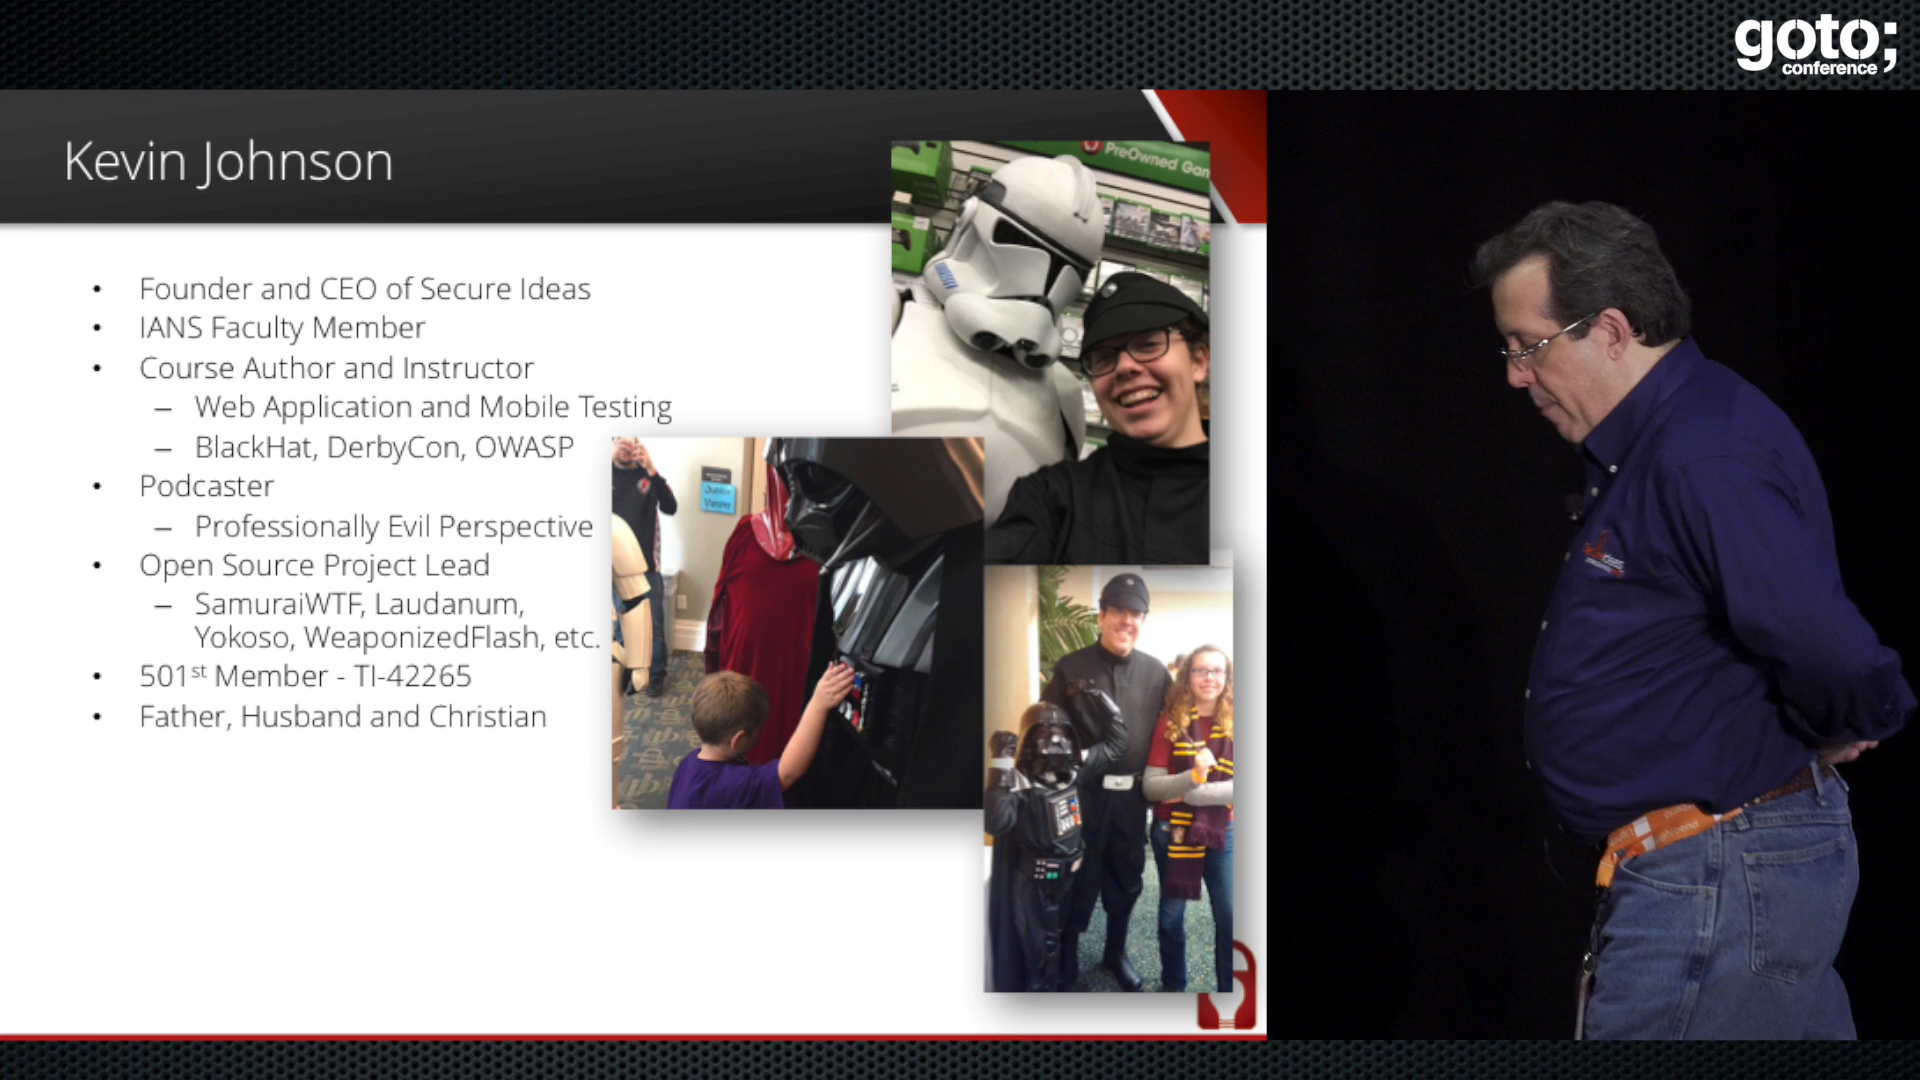 goto;
conference
Kevin Johnson
• Founder and CEO of Secure Ideas
• IANS Faculty Member
• Course Author and Instructor
– Web Application and Mobile Testing
– BlackHat, DerbyCon, OWASP
• Podcaster
– Professionally Evil Perspective
• Open Source Project Lead
– SamuraiWTF, Laudanum,
Yokoso, WeaponizedFlash, etc.
• 501st Member - TI-42265
• Father, Husband and Christian
PreOwned Gam
Junior